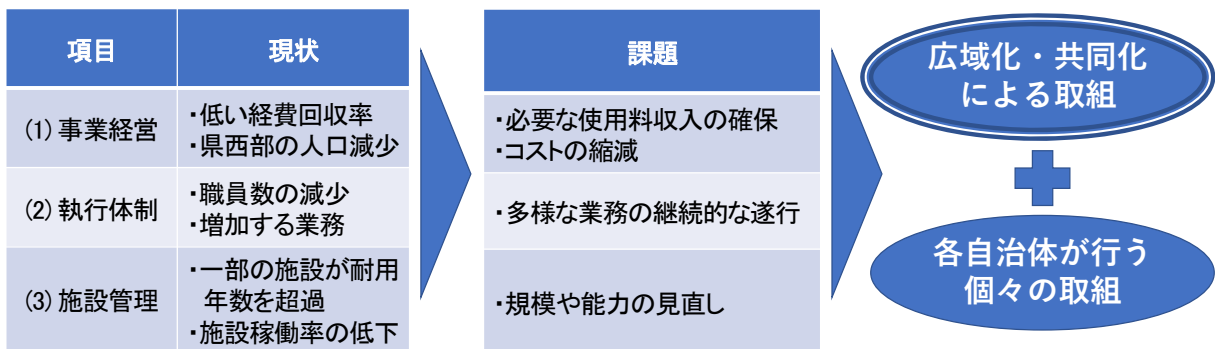 項目
現状
(1) 事業経営
・低い経費回収率
・県西部の人口減少
(2) 執行体制
・職員数の減少
・増加する業務
(3) 施設管理
・一部の施設が耐用
年数を超過
・施設稼働率の低下
課題
・必要な使用料収入の確保
・コストの縮減
・多様な業務の継続的な遂行
・規模や能力の見直し
広域化・共同化
による取組
各自治体が行う
個々の取組